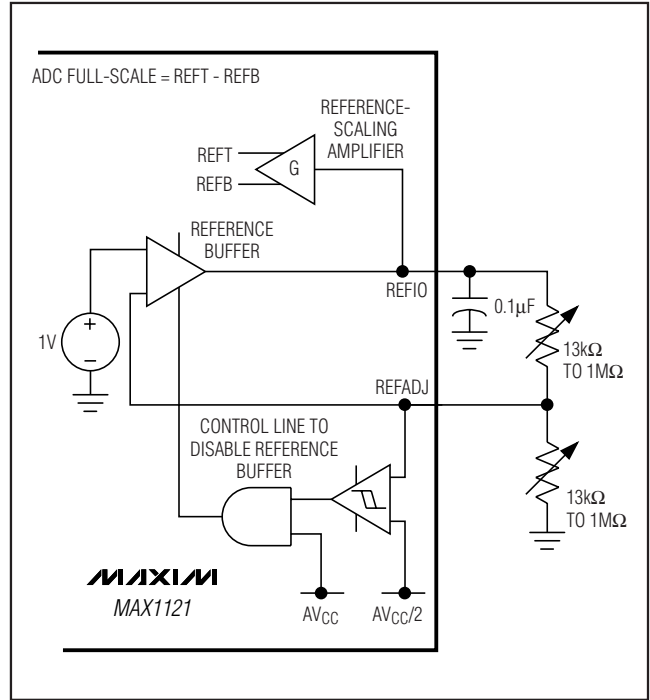 ADC FULL-SCALE = REFT - REFB
REFERENCE-
SCALING
AMPLIFIER
REFT
REFB
G
REFERENCE
BUFFER
REFIO
0.1μF
13kΩ
TO 1MΩ
+
1V
−
REFADJ
CONTROL LINE TO
DISABLE REFERENCE
BUFFER
13kΩ
TO 1MΩ
MAXIM
MAX1121
AVCC
AVCC/2